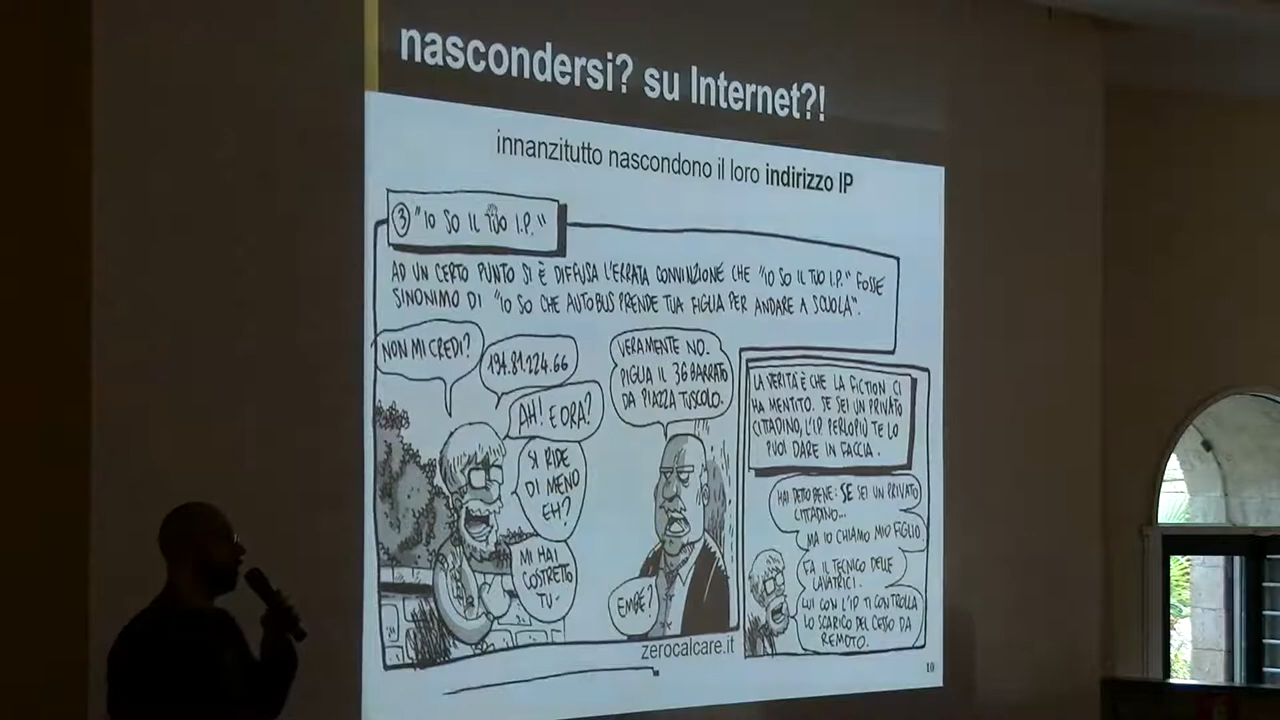 nascondersi? su Internet?!
innanzitutto nascondono il loro indirizzo IP
3 "IO SO IL TUO I.P."
AD UN CERTO PUNTO SI È DIFFUSA L'ERRATA CONVINZIONE CHE "IO SO IL TUO I.P." FOSSE
SINONIMO DI "IO SO CHE AUTOBUS PRENDE TUA FIGLIA PER ANDARE A SCUOLA".
NON MI CREDI?
194.81.224.66
AH! E ORA?
SI RIDE
DI MENO
EH?
MI HAI
COSTRETTO
TU-
VERAMENTE NO.
PIGLIA IL 36 BARRATO
DA PIAZZA TUSCOLO.
EMBÈ?
LA VERITÀ È CHE LA FICTION CI
HA MENTITO. SE SEI UN PRIVATO
CITTADINO, L'IP PERLOPIÙ TE LO
PUOI DARE IN FACCIA.
HAI DETO BENE: SE SEI UN PRIVATO
CITTADINO...
MA IO CHIAMO MIO FIGLIO.
FA IL TECNICO DELLE
LAVATRICI.
LUI CON L'IP TI CONTROLLA
LO SCARICO DEL CESSO DA
REMOTO.
zerocalcare.it
10